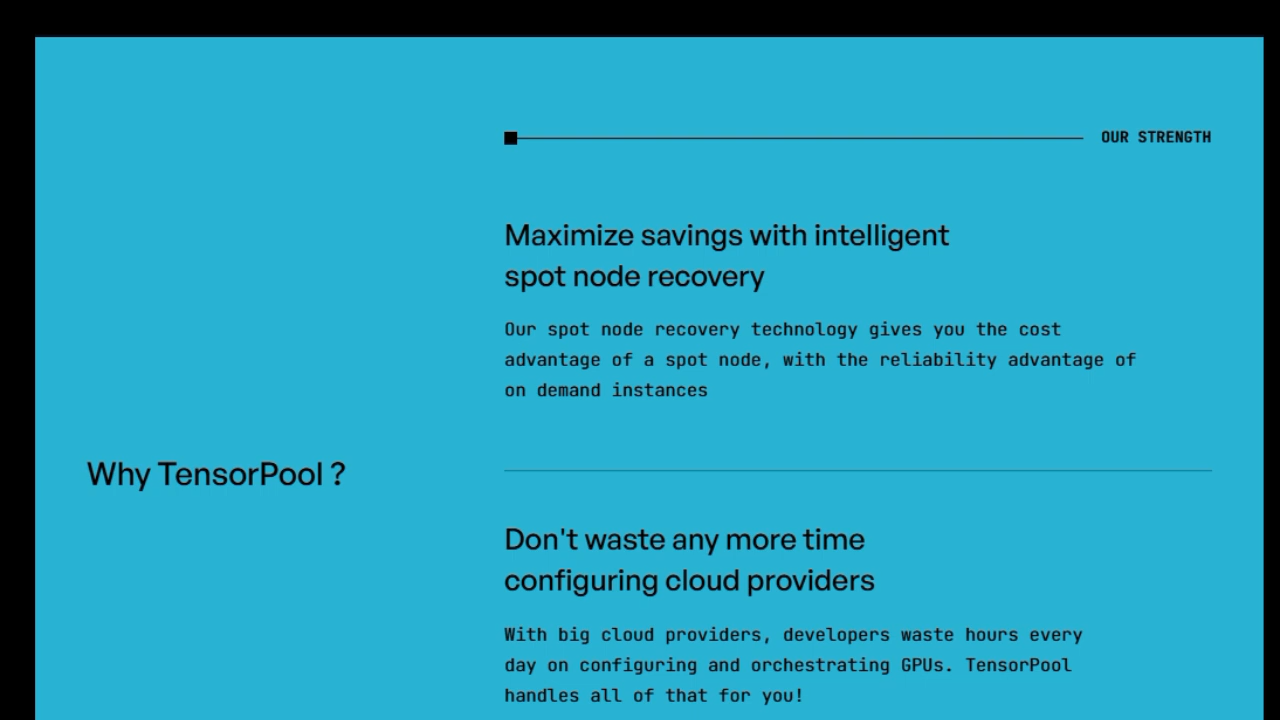 OUR STRENGTH
Maximize savings with intelligent
spot node recovery
Our spot node recovery technology gives you the cost
advantage of a spot node, with the reliability advantage of
on demand instances
Why TensorPool ?
Don't waste any more time
configuring cloud providers
With big cloud providers, developers waste hours every
day on configuring and orchestrating GPUs. TensorPool
handles all of that for you!